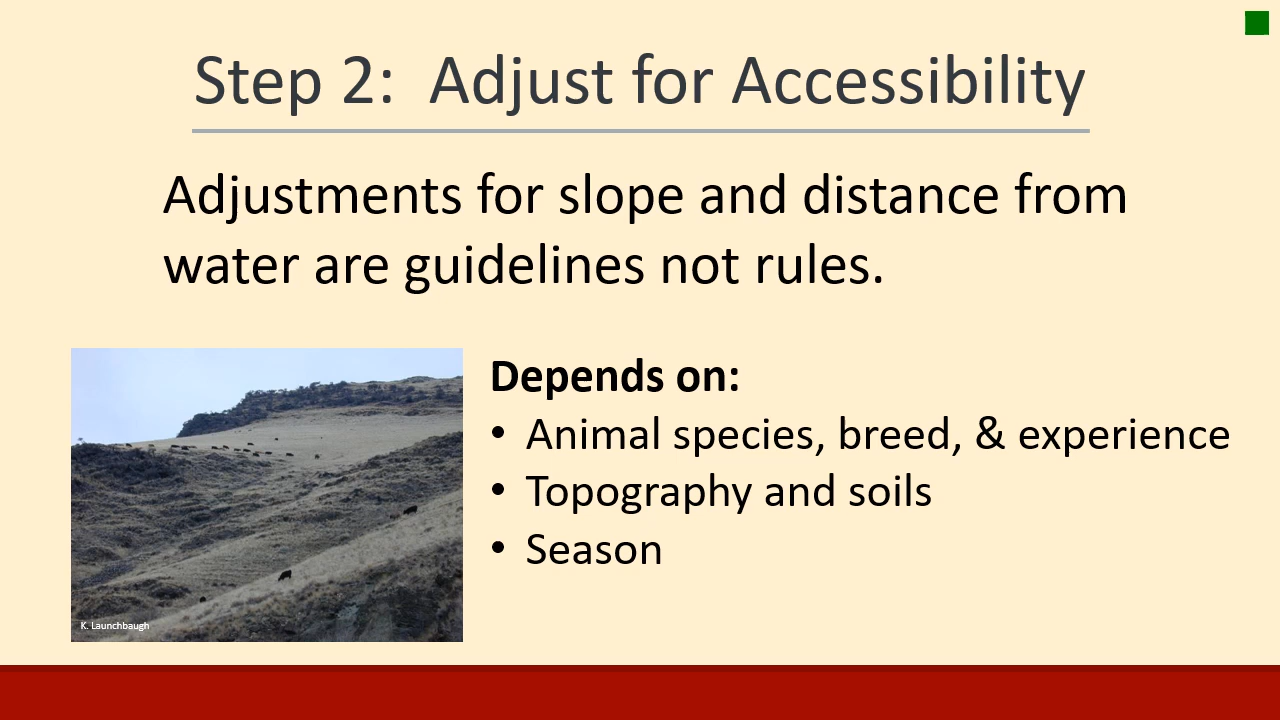 Step 2:  Adjust for Accessibility
Adjustments for slope and distance from
water are guidelines not rules.
Depends on:
• Animal species, breed, & experience
• Topography and soils
• Season
K. Launchbaugh